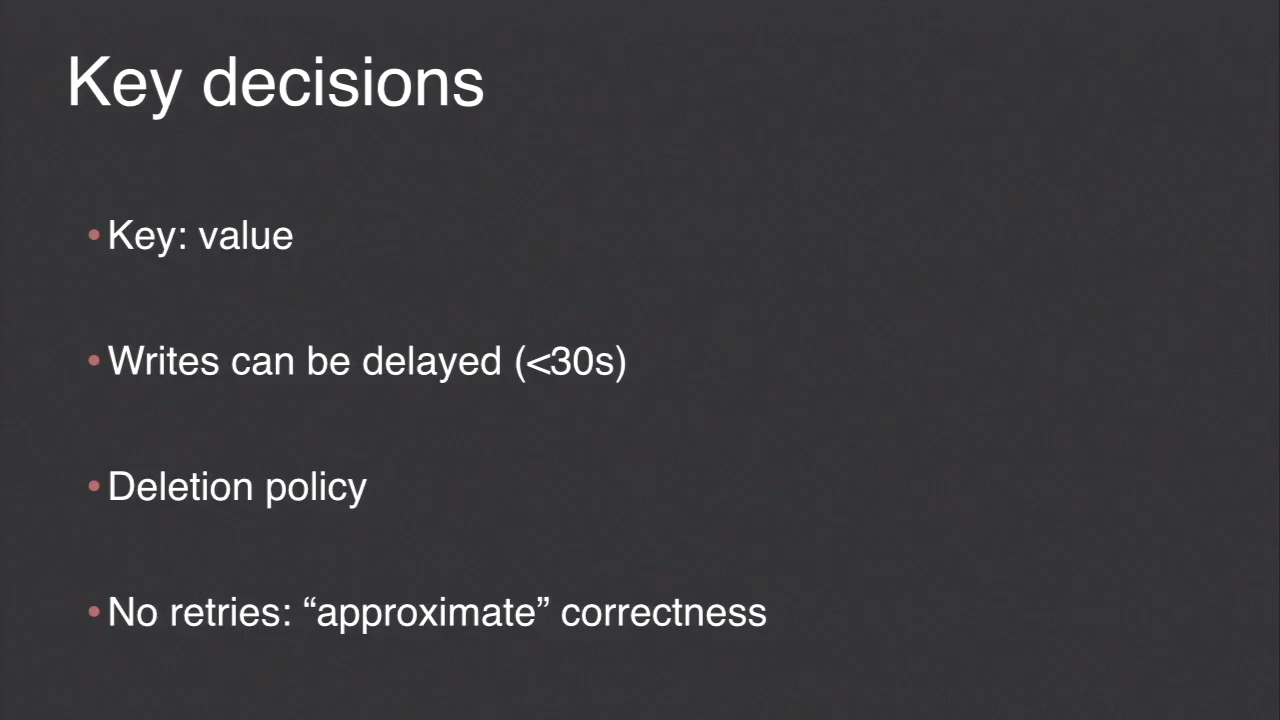 Key decisions
• Key: value
• Writes can be delayed (<30s)
• Deletion policy
• No retries: “approximate” correctness